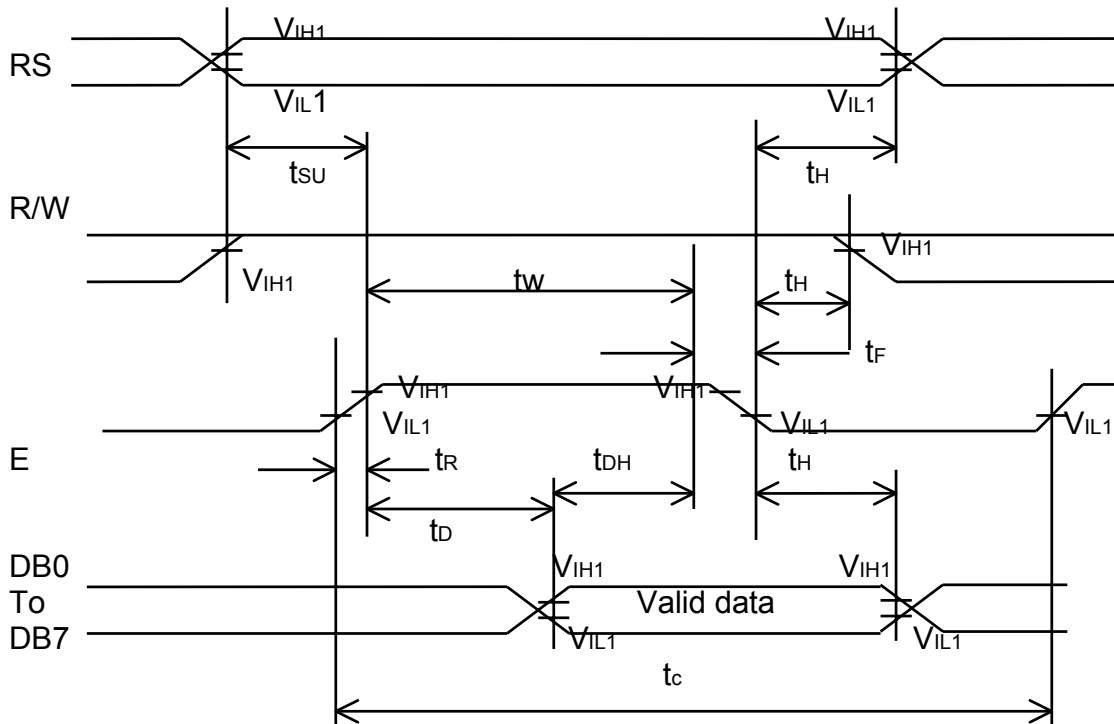 VIH1 VIH1
RS
VIL1 VIL1
tSU tH
R/W
VIH1
VIH1 tw tH
tF
VIH1 VIH1
VIL1 VIL1 VIL1
E
tR tDH tH
tD
DB0 VIH1 VIH1
To Valid data
DB7 VIL1 VIL1
tc